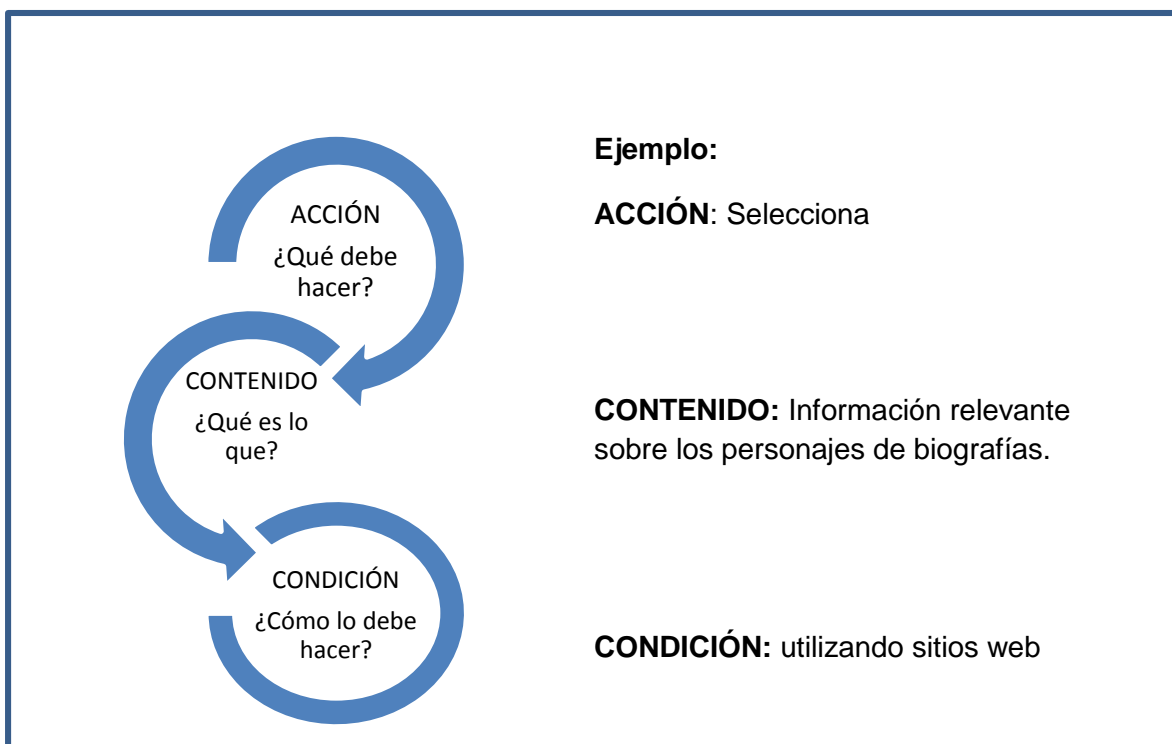 Ejemplo:
ACCIÓN: Selecciona
ACCIÓN
¿Qué debe
hacer?
CONTENIDO
¿Qué es lo
que?
CONTENIDO: Información relevante
sobre los personajes de biografías.
CONDICIÓN
¿Cómo lo debe
hacer?
CONDICIÓN: utilizando sitios web